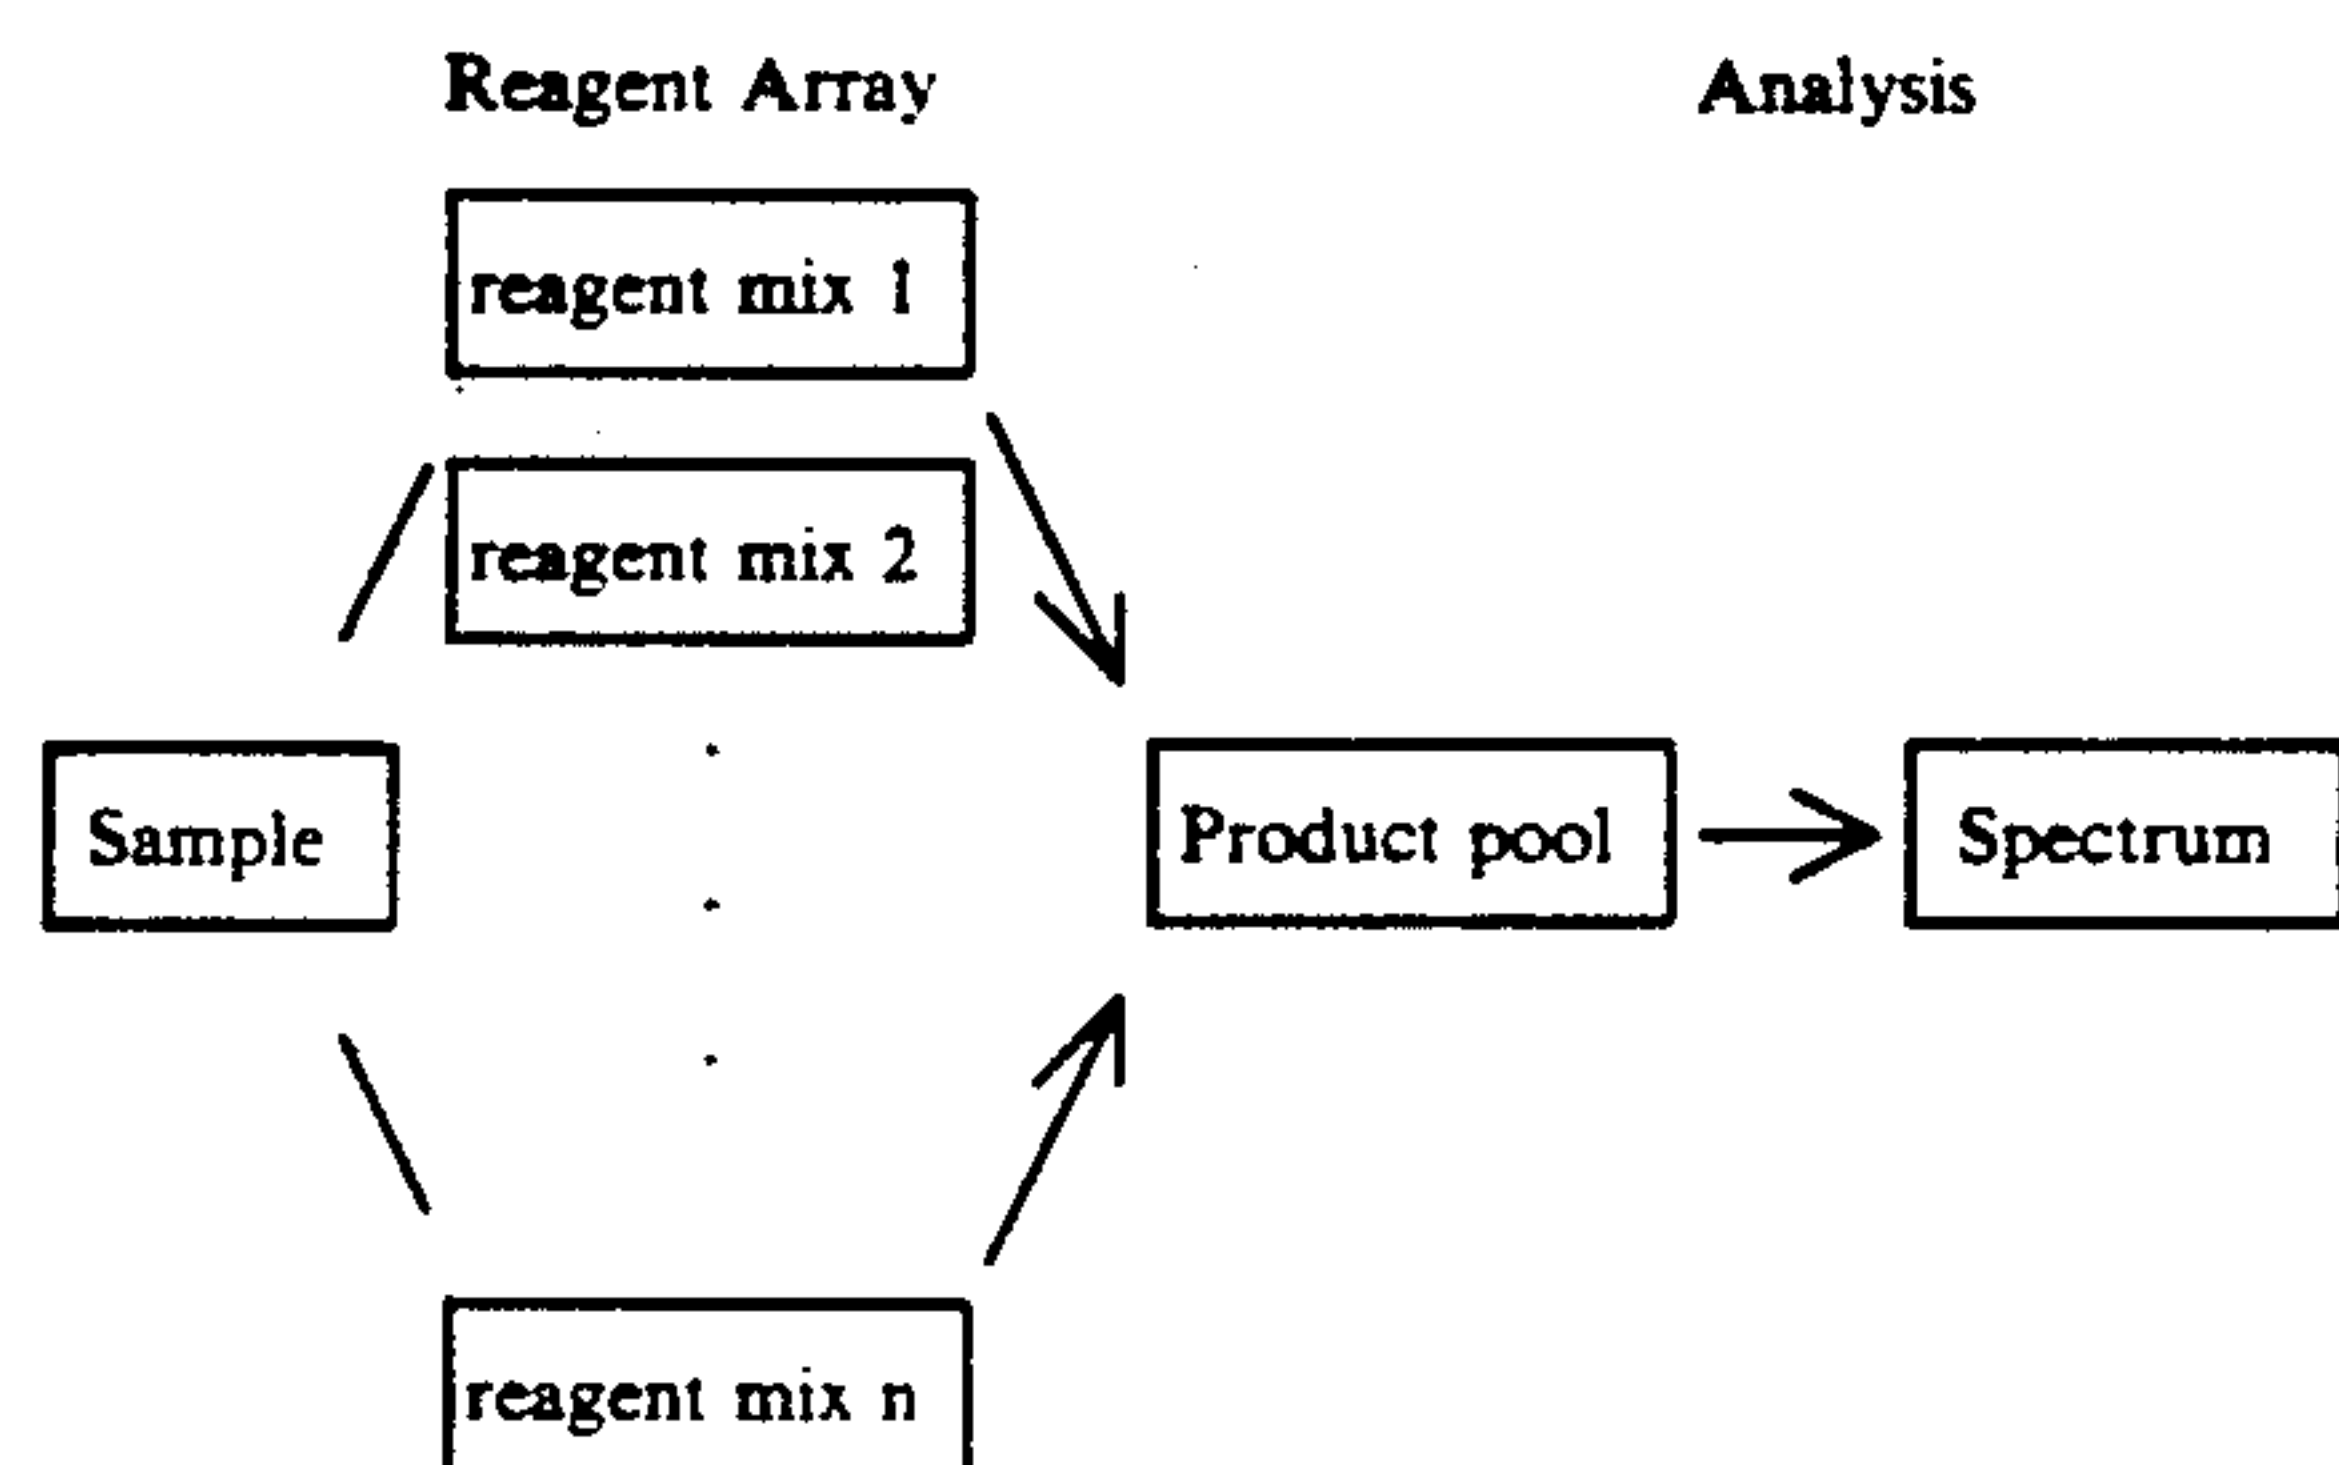 Reagent Array
Analysis
reagent mix 1
reagent mix 2
Sample
Product pool
Spectrum
reagent mix n